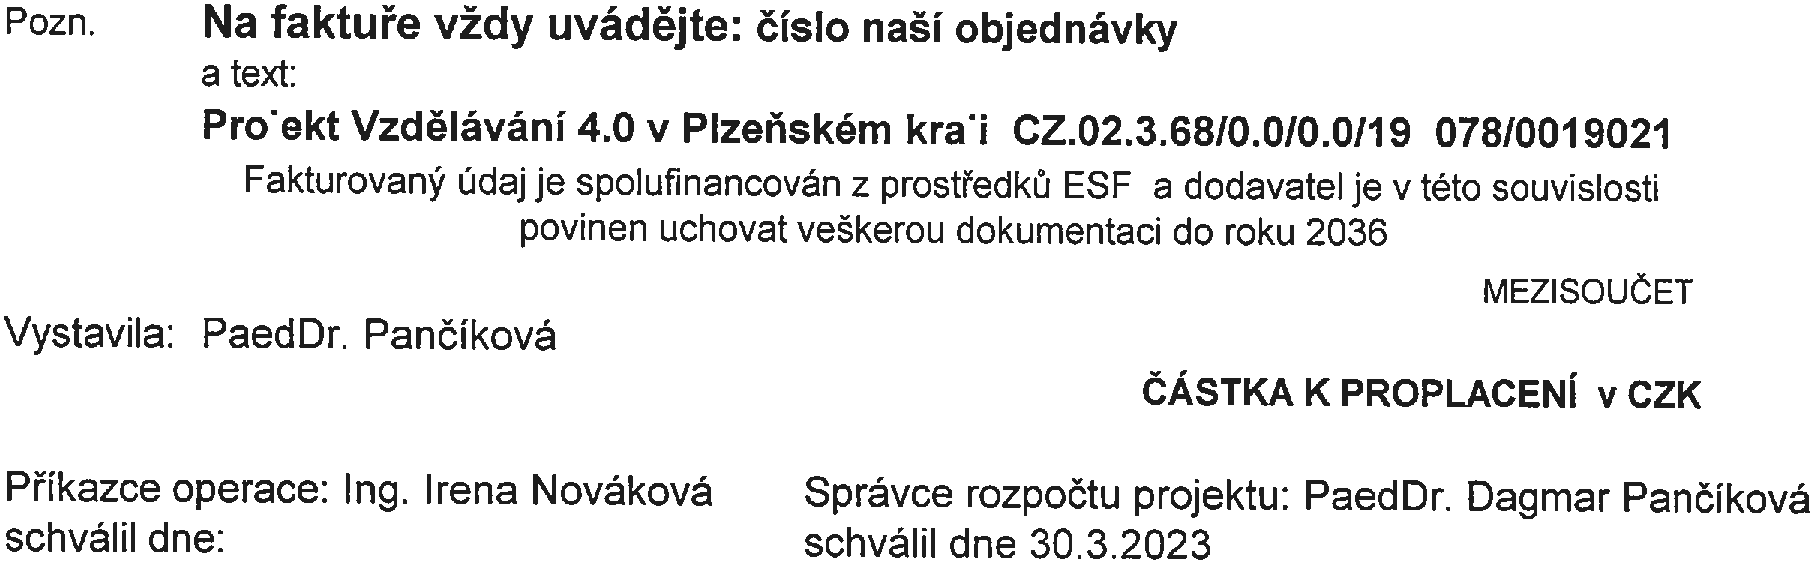 Pozn. Na faktuře vždy uvádějte: číslo naší objednávky
a text:
Pro˙ekt Vzdělávání 4.0 v Plzeňském kra˙i CZ.02.3.68/0.0/0.0/19 078/0019021
Fakturovaný údaj je spolufinancován z prostředků ESF a dodavatel je v této souvislosti
povinen uchovat veškerou dokumentaci do roku 2036
MEZISOUČET
Vystavila: PaedDr. Pančíková
ČÁSTKA K PROPLACENÍ v CZK
Příkazce operace: Ing. Irena Nováková Správce rozpočtu projektu: PaedDr. Dagmar Pančíková
schválil dne: schválil dne 30.3.2023